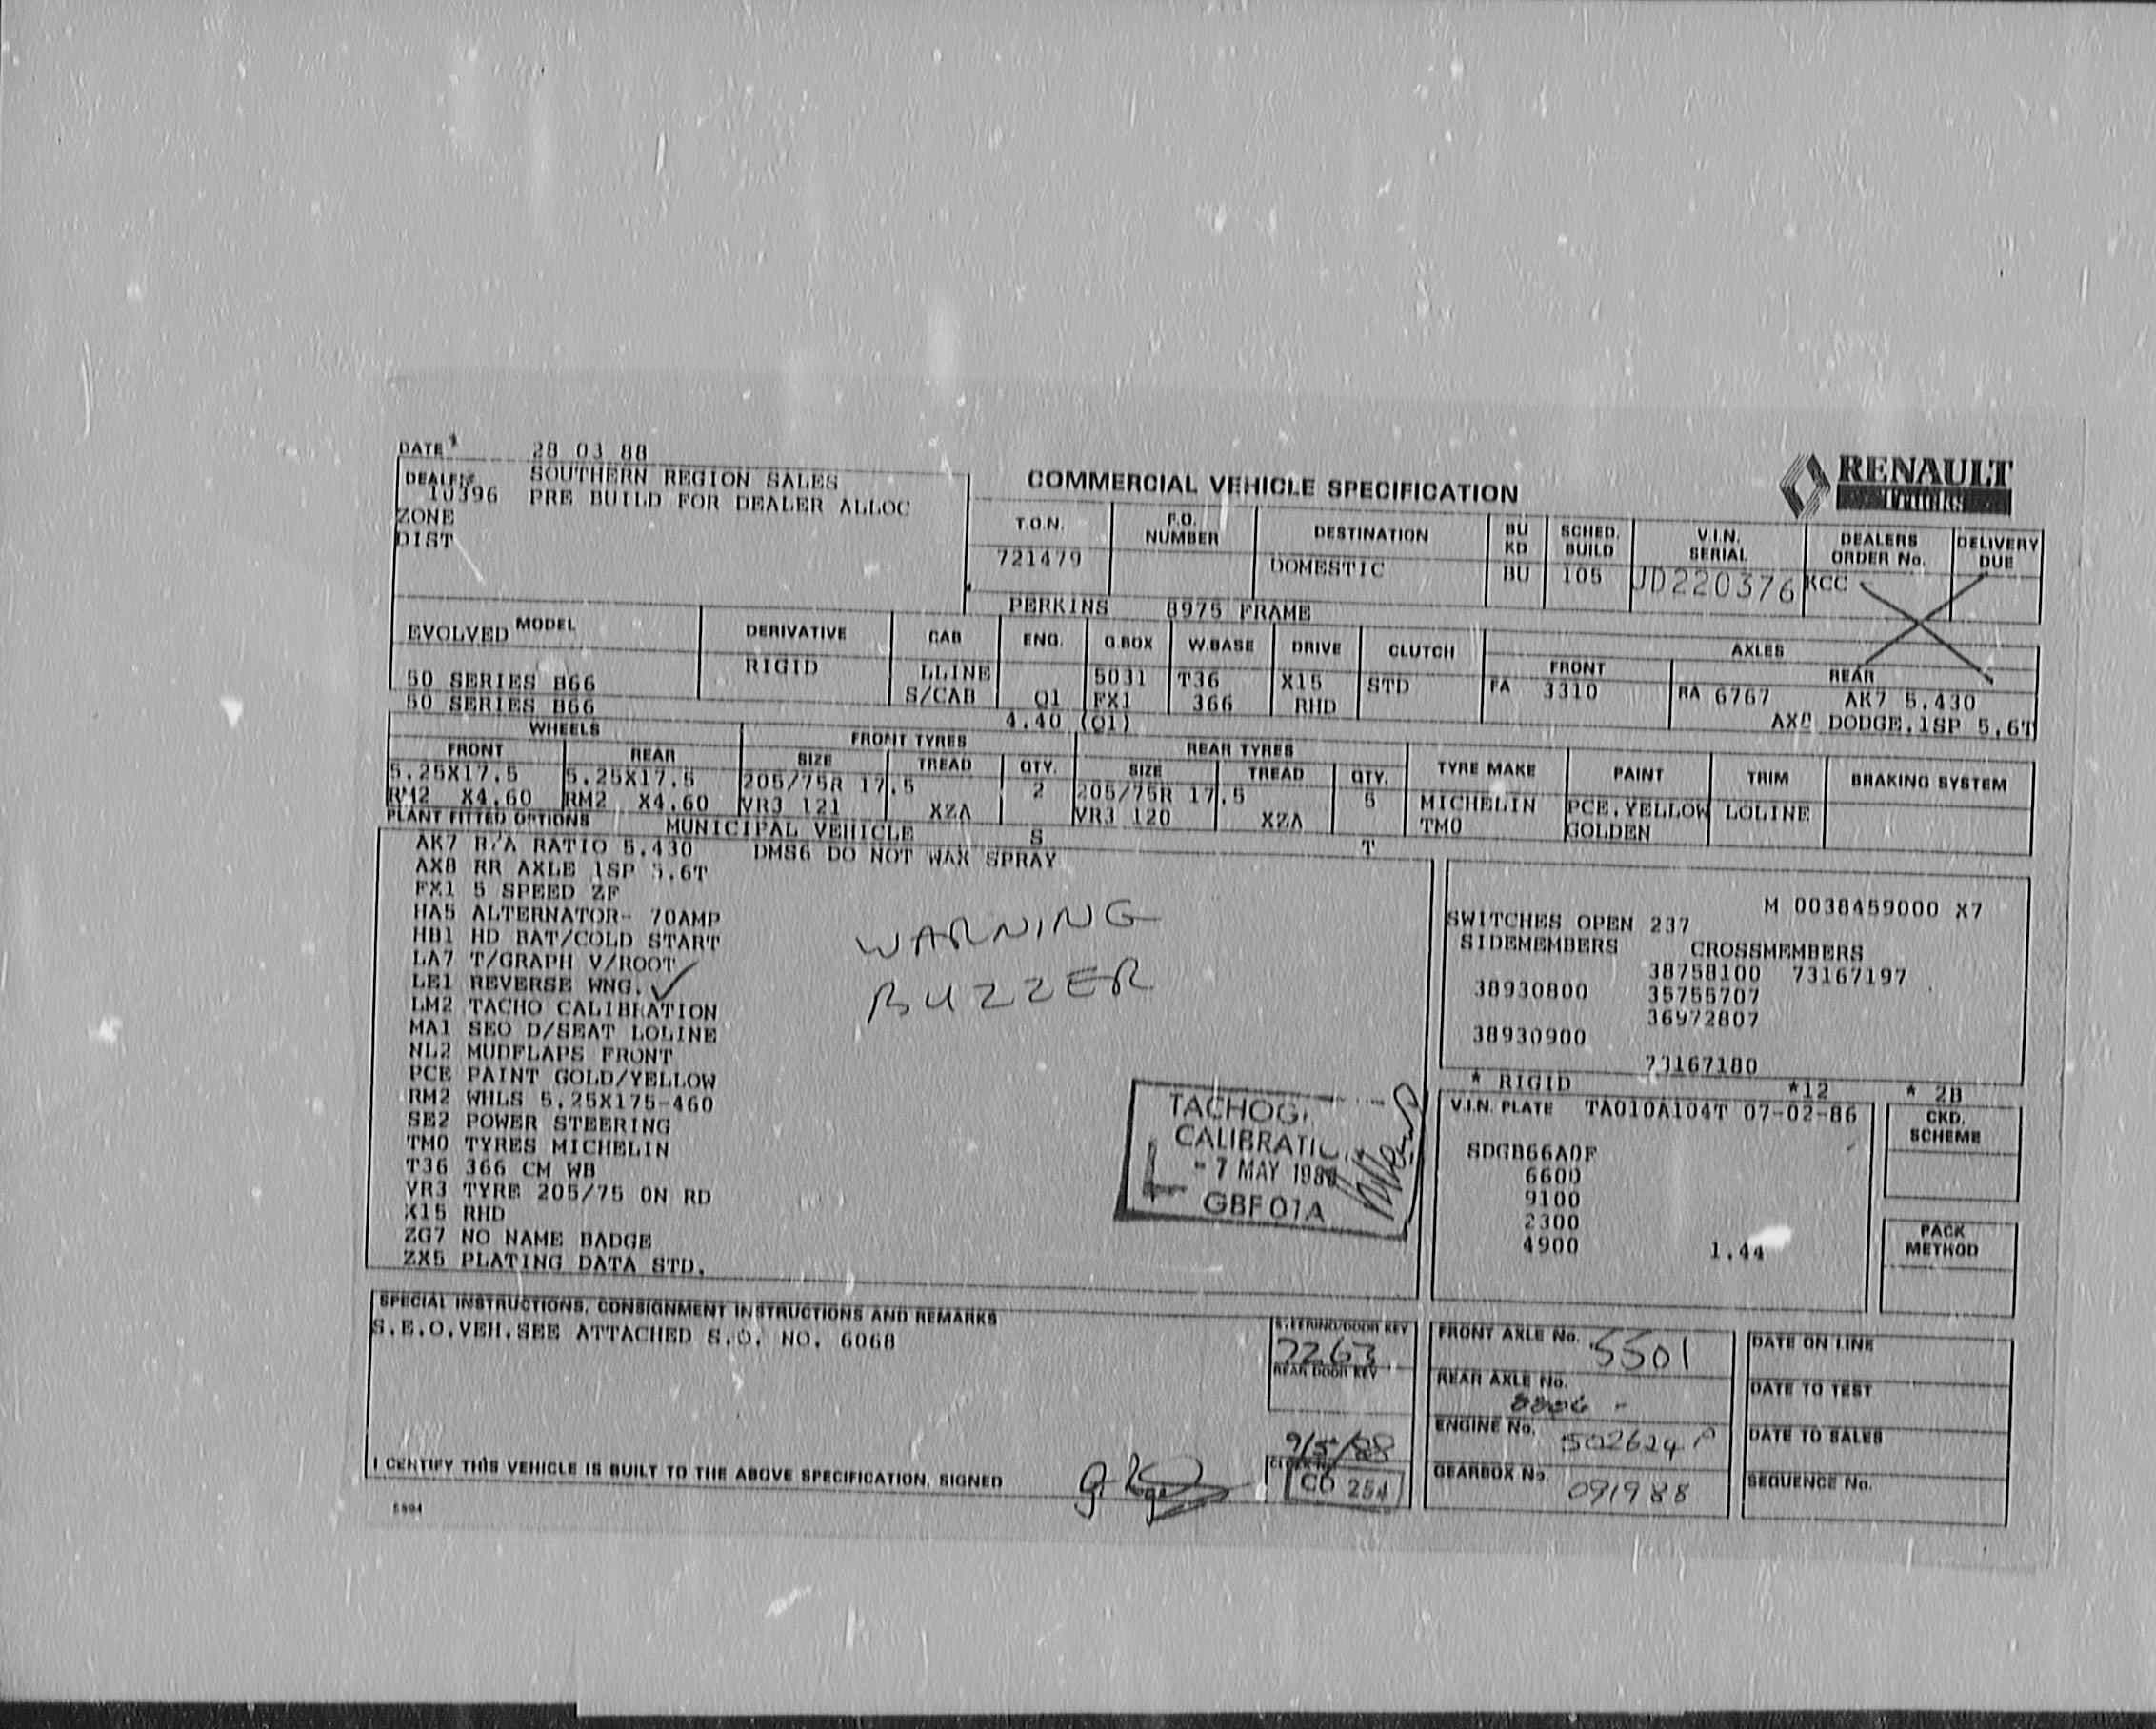 DATE 28 03 88
DEALER SOUTHERN REGION SALES
10396 PRE BUILD FOR DEALER ALLOC
ZONE
DIST
COMMERCIAL VEHICLE SPECIFICATION
RENAULT
Trucks
T.O.N. F.O. NUMBER DESTINATION BU KD SCHED. BUILD V.I.N. SERIAL DEALERS ORDER No. DELIVERY DUE
721479 DOMESTIC BU 105 JD220376 KCC
PERKINS 8975 FRAME
EVOLVED MODEL DERIVATIVE CAB ENG. G.BOX W.BASE DRIVE CLUTCH AXLES
FRONT REAR
50 SERIES B66 RIGID LLINE 5031 T36 X15 STD FA 3310 RA 6767 AK7 5.430
50 SERIES B66 S/CAB Q1 FX1 366 RHD AX8 DODGE.1SP 5.6T
4.40 (Q1)
WHEELS FRONT TYRES REAR TYRES
FRONT REAR SIZE TREAD QTY. SIZE TREAD QTY. TYRE MAKE PAINT TRIM BRAKING SYSTEM
5.25X17.5 5.25X17.5 205/75R 17.5 2 205/75R 17.5 5 MICHELIN PCE.YELLOW LOLINE
RM2 X4.60 RM2 X4.60 VR3 121 XZA VR3 120 XZA TM0 GOLDEN
PLANT FITTED OPTIONS MUNICIPAL VEHICLE S T
AK7 R/A RATIO 5.430 DMS6 DO NOT WAX SPRAY
AX8 RR AXLE 1SP 5.6T
FX1 5 SPEED ZF
HA5 ALTERNATOR- 70AMP
HB1 HD BAT/COLD START
LA7 T/GRAPH V/ROOT
LE1 REVERSE WNG.
LM2 TACHO CALIBRATION
MA1 SEO D/SEAT LOLINE
NL2 MUDFLAPS FRONT
PCE PAINT GOLD/YELLOW
RM2 WHLS 5.25X175-460
SE2 POWER STEERING
TM0 TYRES MICHELIN
T36 366 CM WB
VR3 TYRE 205/75 ON RD
X15 RHD
ZG7 NO NAME BADGE
ZX5 PLATING DATA STD.
WARNING
BUZZER
TACHOG
CALIBRATIO
- 7 MAY 1988
GBF01A
M 0038459000 X7
SWITCHES OPEN 237
SIDEMEMBERS CROSSMEMBERS
38758100 73167197
38930800 35755707
36972807
38930900
73167180
* RIGID *12 * 2B
V.I.N. PLATE TA010A104T 07-02-86
SDGB66A0F
6600
9100
2300
4900 1.44
CKD. SCHEME
PACK METHOD
SPECIAL INSTRUCTIONS, CONSIGNMENT INSTRUCTIONS AND REMARKS
S.E.O.VEH.SEE ATTACHED S.O. NO. 6068
STEERING/DOOR KEY
7263
REAR DOOR KEY
9/5/88
CO 254
FRONT AXLE No. 5501
REAR AXLE No. 8806
ENGINE No. 502624P
GEARBOX No. 091988
DATE ON LINE
DATE TO TEST
DATE TO SALES
SEQUENCE No.
I CERTIFY THIS VEHICLE IS BUILT TO THE ABOVE SPECIFICATION, SIGNED